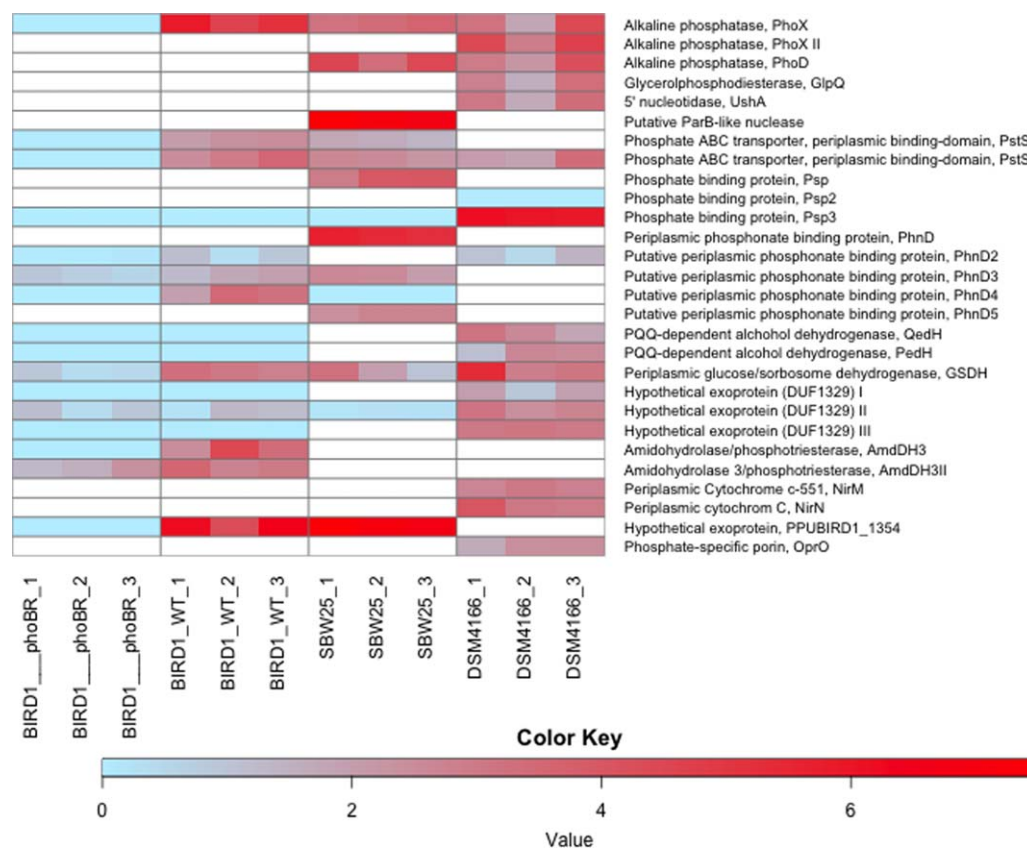 Alkaline phosphatase, PhoX
Alkaline phosphatase, PhoX II
Alkaline phosphatase, PhoD
Glycerolphosphodiesterase, GlpQ
5' nucleotidase, UshA
Putative ParB-like nuclease
Phosphate ABC transporter, periplasmic binding-domain, PstS
Phosphate ABC transporter, periplasmic binding-domain, PstS
Phosphate binding protein, Psp
Phosphate binding protein, Psp2
Phosphate binding protein, Psp3
Periplasmic phosphonate binding protein, PhnD
Putative periplasmic phosphonate binding protein, PhnD2
Putative periplasmic phosphonate binding protein, PhnD3
Putative periplasmic phosphonate binding protein, PhnD4
Putative periplasmic phosphonate binding protein, PhnD5
PQQ-dependent alchohol dehydrogenase, QedH
PQQ-dependent alcohol dehydrogenase, PedH
Periplasmic glucose/sorbosome dehydrogenase, GSDH
Hypothetical exoprotein (DUF1329) I
Hypothetical exoprotein (DUF1329) II
Hypothetical exoprotein (DUF1329) III
Amidohydrolase/phosphotriesterase, AmdDH3
Amidohydrolase 3/phosphotriesterase, AmdDH3II
Periplasmic Cytochrome c-551, NirM
Periplasmic cytochrom C, NirN
Hypothetical exoprotein, PPUBIRD1_1354
Phosphate-specific porin, OprO
BIRD1___phoBR_1
BIRD1___phoBR_2
BIRD1___phoBR_3
BIRD1_WT_1
BIRD1_WT_2
BIRD1_WT_3
SBW25_1
SBW25_2
SBW25_3
DSM4166_1
DSM4166_2
DSM4166_3
Color Key
0 2 4 6
Value